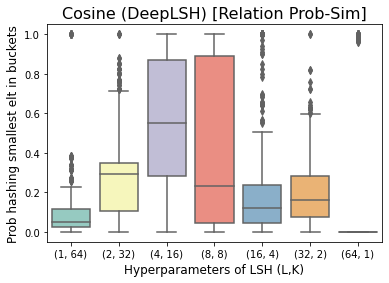 Cosine (DeepLSH) [Relation Prob-Sim]
Prob hashing smallest elt in buckets
1.0
0.8
0.6
0.4
0.2
0.0
(1, 64) (2, 32) (4, 16) (8, 8) (16, 4) (32, 2) (64, 1)
Hyperparameters of LSH (L,K)